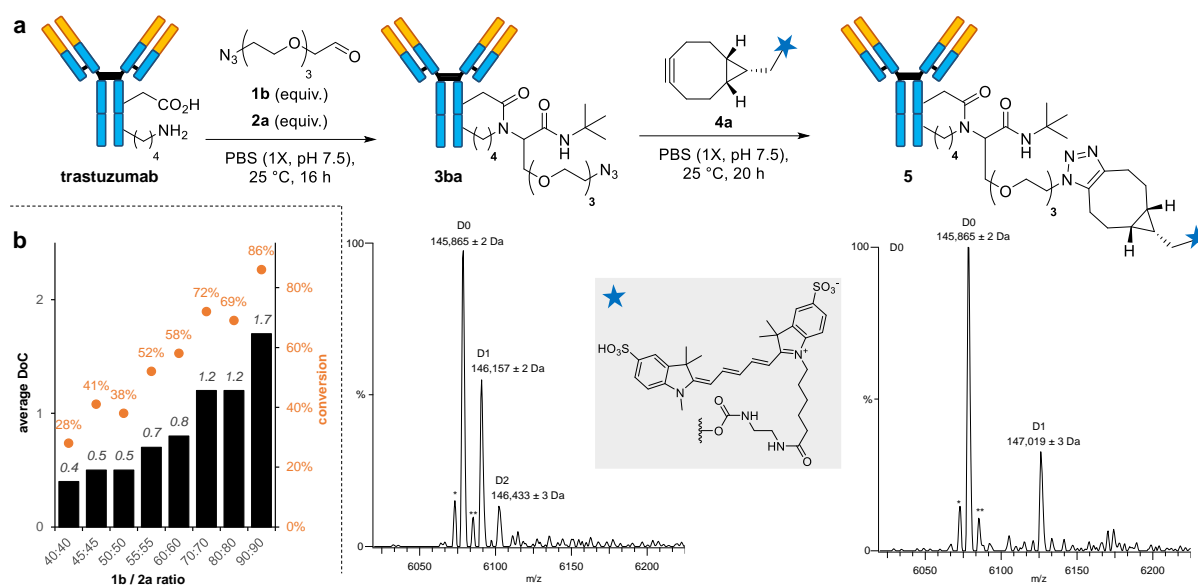 a
N₃
O
O
3
1b (equiv.)
2a (equiv.)
PBS (1X, pH 7.5),
25 °C, 16 h
CO₂H
NH₂
4
trastuzumab
O
N
O
N
H
4
O
N₃
3
3ba
H
H
4a
PBS (1X, pH 7.5),
25 °C, 20 h
O
N
O
N
H
4
O
3
N
N
N
H
H
5
b
average DoC
2
1
0
28%
41%
38%
52%
58%
72%
69%
86%
0.4
0.5
0.5
0.7
0.8
1.2
1.2
1.7
80%
60%
40%
20%
0%
conversion
40:40
45:45
50:50
55:55
60:60
70:70
80:80
90:90
1b / 2a ratio
100
%
0
D0
145,865 ± 2 Da
D1
146,157 ± 2 Da
D2
146,433 ± 3 Da
*
**
6050
6100
6150
6200
m/z
SO₃⁻
HO₃S
N⁺
N
O
H
N
O
N
H
O
100
%
0
D0
D0
145,865 ± 2 Da
D1
147,019 ± 3 Da
*
**
6050
6100
6150
6200
m/z